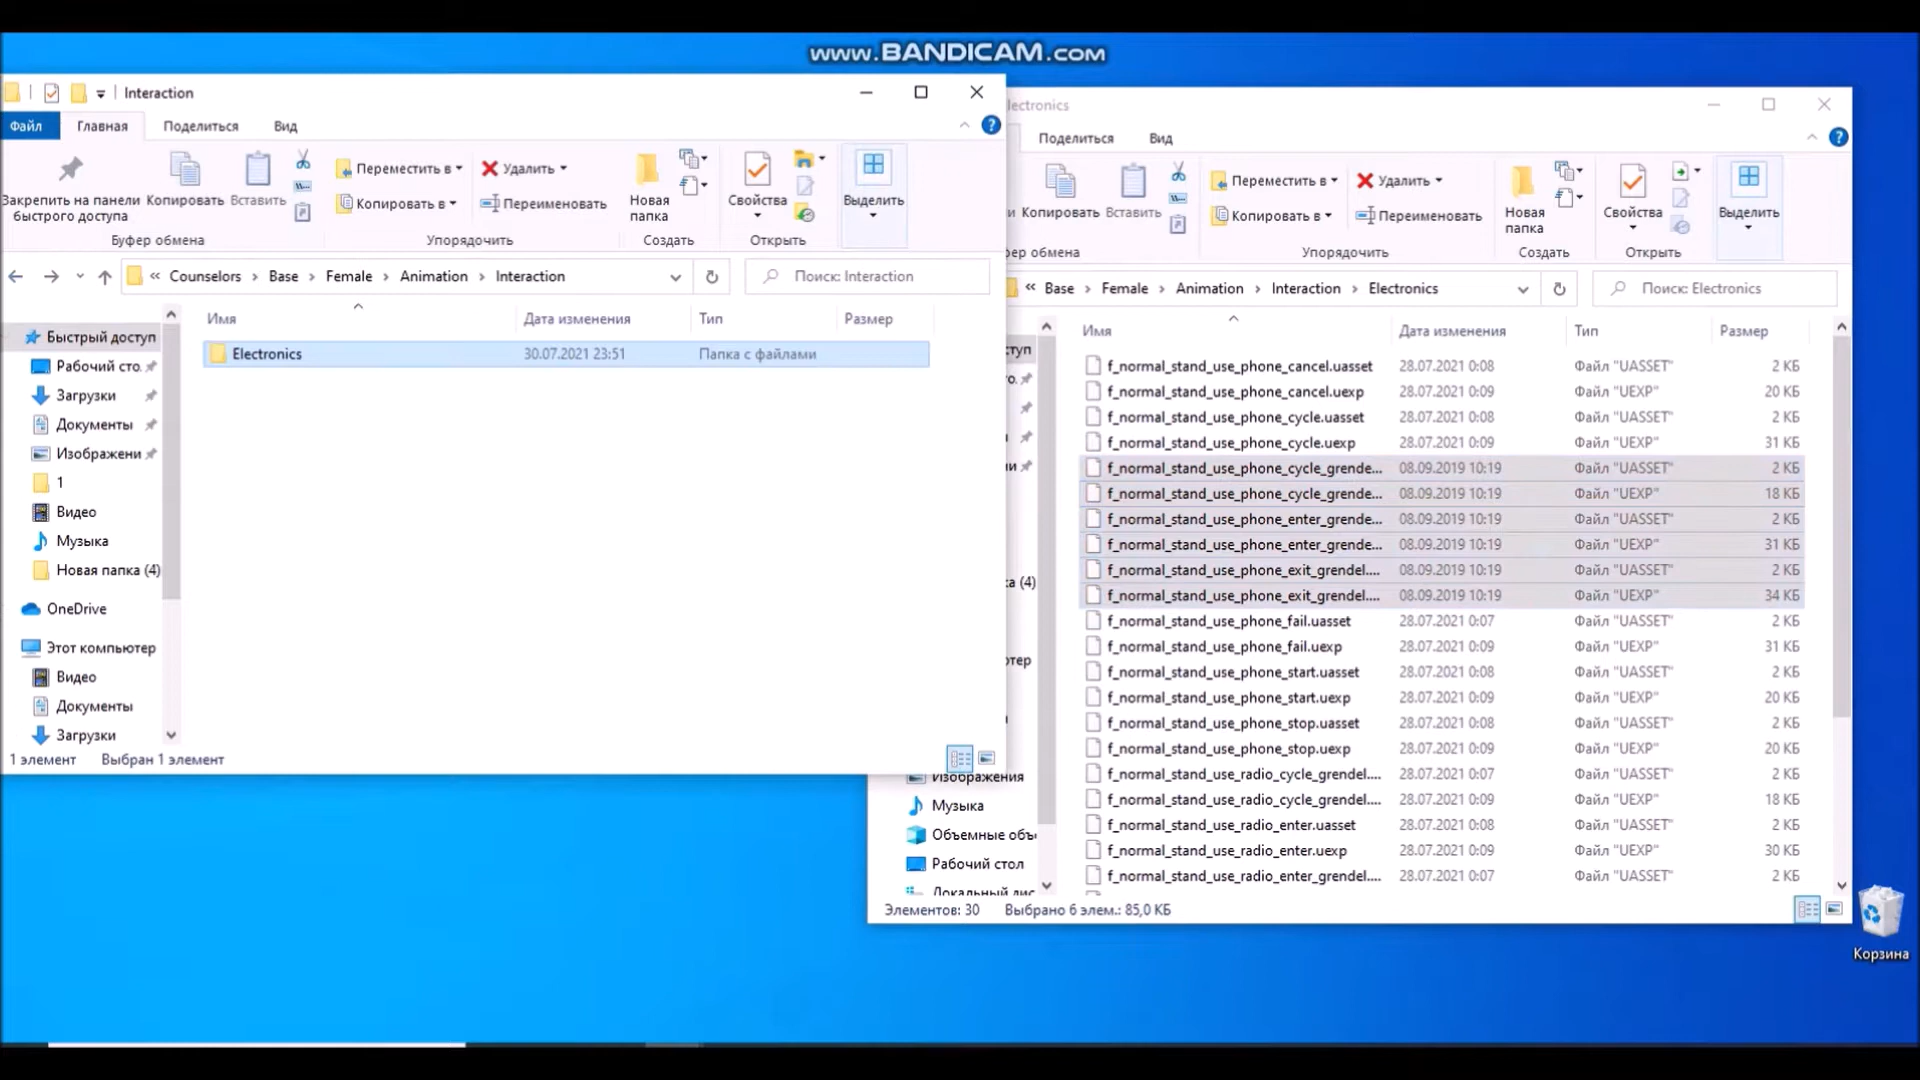 www.BANDICAM.com
Interaction
Файл Главная Поделиться Вид
Закрепить на панели быстрого доступа
Копировать
Вставить
Переместить в
Копировать в
Удалить
Переименовать
Новая папка
Свойства
Выделить
Буфер обмена Упорядочить Создать Открыть
« Counselors › Base › Female › Animation › Interaction
Поиск: Interaction
Имя Дата изменения Тип Размер
Electronics 30.07.2021 23:51 Папка с файлами
Быстрый доступ
Рабочий сто.
Загрузки
Документы
Изображени
1
Видео
Музыка
Новая папка (4)
OneDrive
Этот компьютер
Видео
Документы
Загрузки
1 элемент Выбран 1 элемент
lectronics
Поделиться Вид
Копировать
Вставить
Переместить в
Копировать в
Удалить
Переименовать
Новая папка
Свойства
Выделить
ер обмена Упорядочить Создать Открыть
« Base › Female › Animation › Interaction › Electronics
Поиск: Electronics
Имя Дата изменения Тип Размер
f_normal_stand_use_phone_cancel.uasset 28.07.2021 0:08 Файл "UASSET" 2 КБ
f_normal_stand_use_phone_cancel.uexp 28.07.2021 0:09 Файл "UEXP" 20 КБ
f_normal_stand_use_phone_cycle.uasset 28.07.2021 0:08 Файл "UASSET" 2 КБ
f_normal_stand_use_phone_cycle.uexp 28.07.2021 0:09 Файл "UEXP" 31 КБ
f_normal_stand_use_phone_cycle_grende... 08.09.2019 10:19 Файл "UASSET" 2 КБ
f_normal_stand_use_phone_cycle_grende... 08.09.2019 10:19 Файл "UEXP" 18 КБ
f_normal_stand_use_phone_enter_grende... 08.09.2019 10:19 Файл "UASSET" 2 КБ
f_normal_stand_use_phone_enter_grende... 08.09.2019 10:19 Файл "UEXP" 31 КБ
f_normal_stand_use_phone_exit_grendel.... 08.09.2019 10:19 Файл "UASSET" 2 КБ
f_normal_stand_use_phone_exit_grendel.... 08.09.2019 10:19 Файл "UEXP" 34 КБ
f_normal_stand_use_phone_fail.uasset 28.07.2021 0:07 Файл "UASSET" 2 КБ
f_normal_stand_use_phone_fail.uexp 28.07.2021 0:09 Файл "UEXP" 31 КБ
f_normal_stand_use_phone_start.uasset 28.07.2021 0:08 Файл "UASSET" 2 КБ
f_normal_stand_use_phone_start.uexp 28.07.2021 0:09 Файл "UEXP" 20 КБ
f_normal_stand_use_phone_stop.uasset 28.07.2021 0:08 Файл "UASSET" 2 КБ
f_normal_stand_use_phone_stop.uexp 28.07.2021 0:09 Файл "UEXP" 20 КБ
f_normal_stand_use_radio_cycle_grendel.... 28.07.2021 0:07 Файл "UASSET" 2 КБ
f_normal_stand_use_radio_cycle_grendel.... 28.07.2021 0:09 Файл "UEXP" 18 КБ
f_normal_stand_use_radio_enter.uasset 28.07.2021 0:08 Файл "UASSET" 2 КБ
f_normal_stand_use_radio_enter.uexp 28.07.2021 0:09 Файл "UEXP" 30 КБ
f_normal_stand_use_radio_enter_grendel.... 28.07.2021 0:07 Файл "UASSET" 2 КБ
ступ
о.
и
а (4)
тер
Изображения
Музыка
Объемные объ
Рабочий стол
Локальный дис
Элементов: 30 Выбрано 6 элем.: 85,0 КБ
Корзина